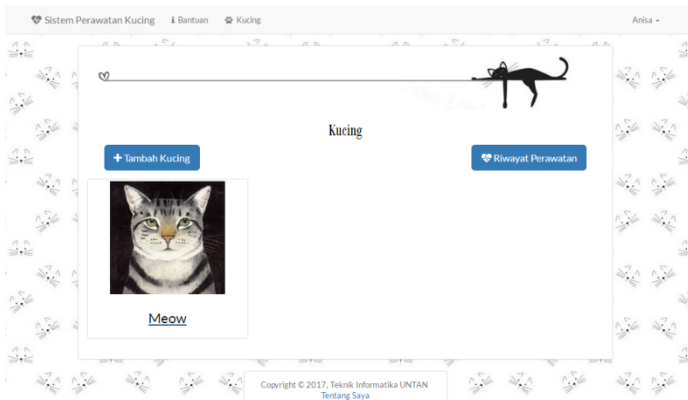 Sistem Perawatan Kucing Bantuan Kucing Anisa
Kucing
Tambah Kucing Riwayat Perawatan
Meow
Copyright © 2017, Teknik Informatika UNTAN
Tentang Saya